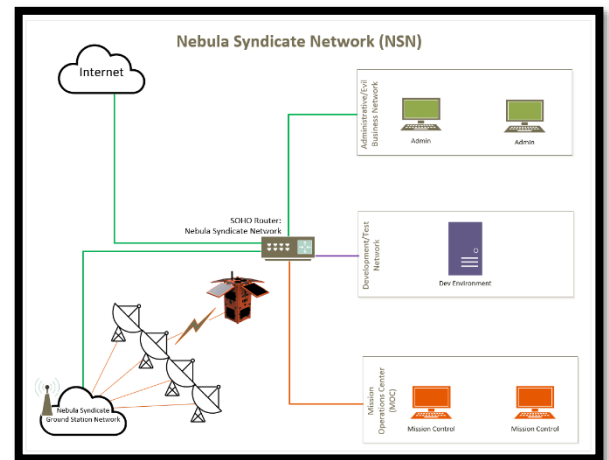 Nebula Syndicate Network (NSN)
Internet
Administrative/Evil
Business Network
Admin
Admin
SOHO Router:
Nebula Syndicate Network
Development/Test
Network
Dev Environment
Nebula Syndicate
Ground Station Network
Mission
Operations Center
(MOC)
Mission Control
Mission Control